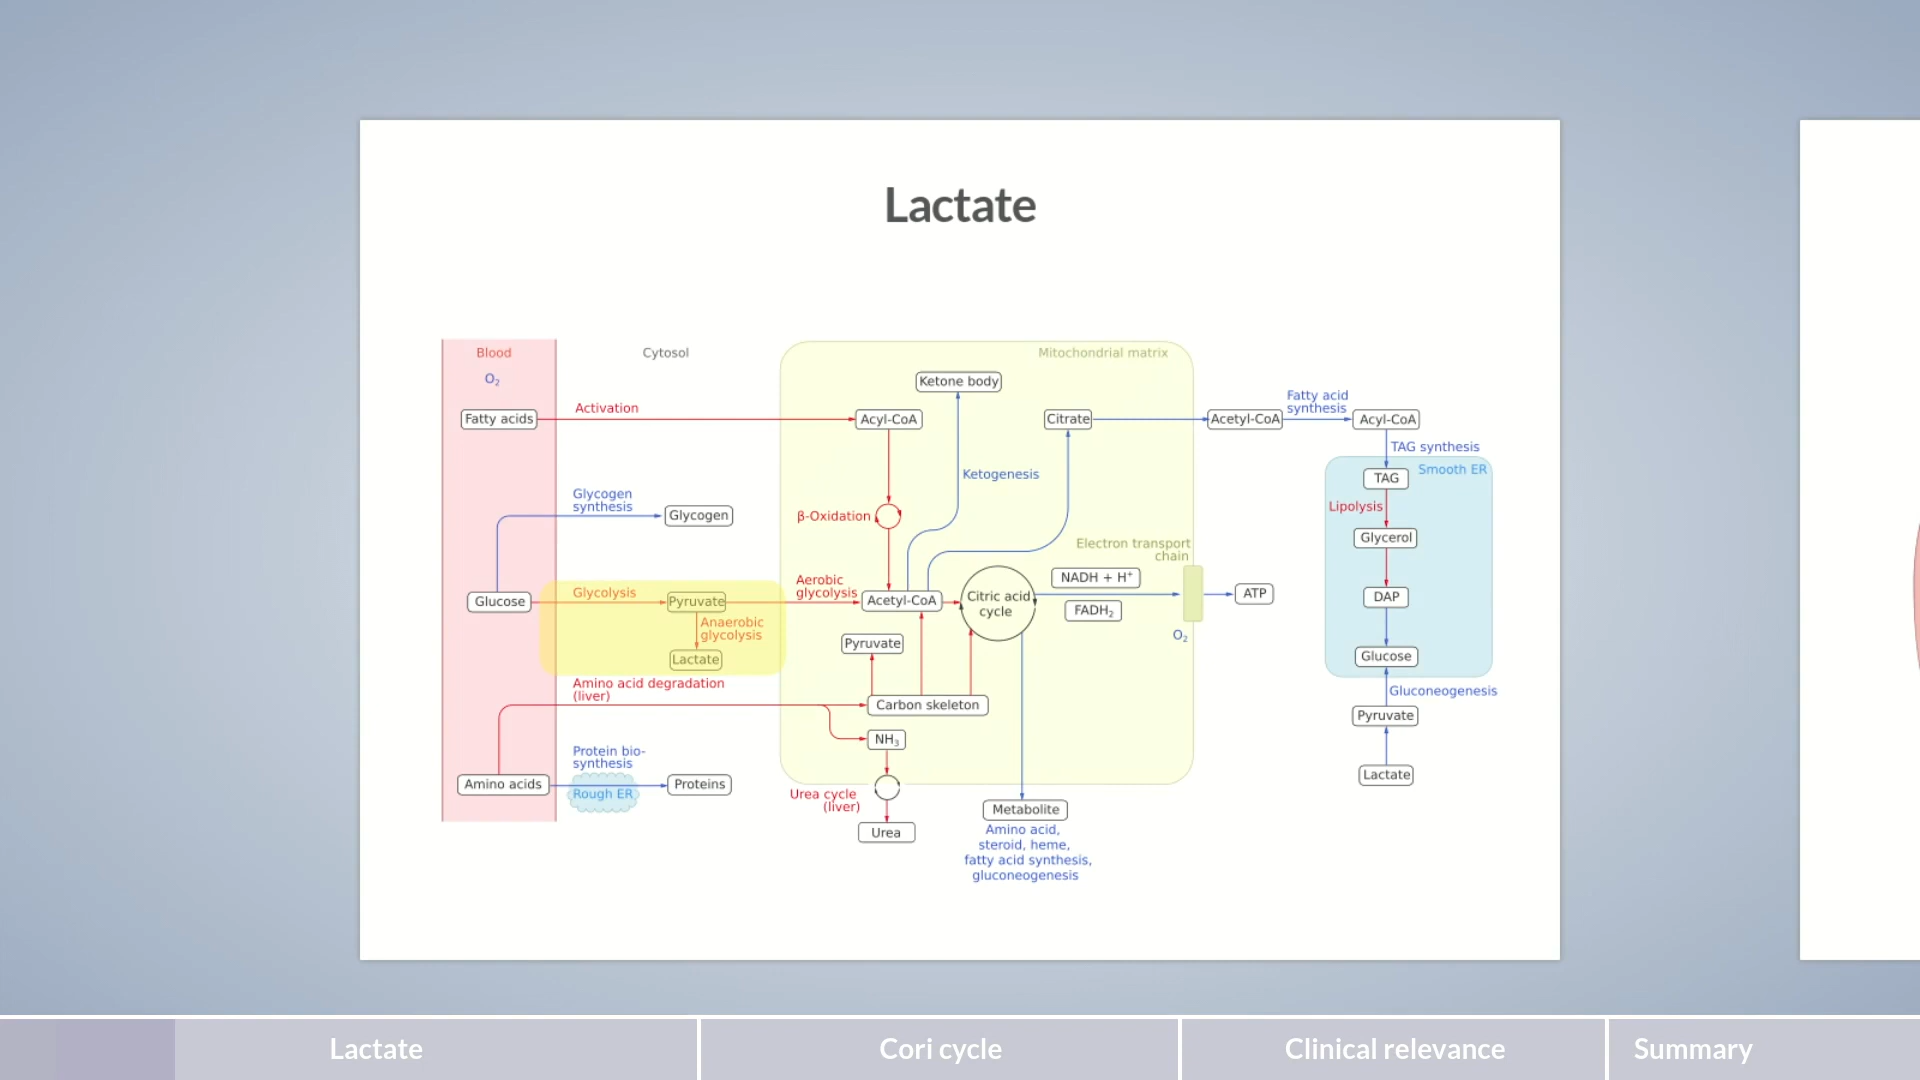 Lactate
Blood
Cytosol
Mitochondrial matrix
O₂
Ketone body
Fatty acids
Activation
Acyl-CoA
Citrate
Acetyl-CoA
Fatty acid
synthesis
Acyl-CoA
TAG synthesis
Smooth ER
TAG
Ketogenesis
Glycogen
synthesis
Glycogen
β-Oxidation
Lipolysis
Glycerol
Electron transport
chain
Glucose
Glycolysis
Pyruvate
Aerobic
glycolysis
Acetyl-CoA
Citric acid
cycle
NADH + H⁺
FADH₂
ATP
DAP
O₂
Anaerobic
glycolysis
Lactate
Pyruvate
Glucose
Amino acid degradation
(liver)
Carbon skeleton
Gluconeogenesis
Pyruvate
NH₃
Protein bio-
synthesis
Lactate
Amino acids
Rough ER
Proteins
Urea cycle
(liver)
Urea
Metabolite
Amino acid,
steroid, heme,
fatty acid synthesis,
gluconeogenesis
Lactate
Cori cycle
Clinical relevance
Summary